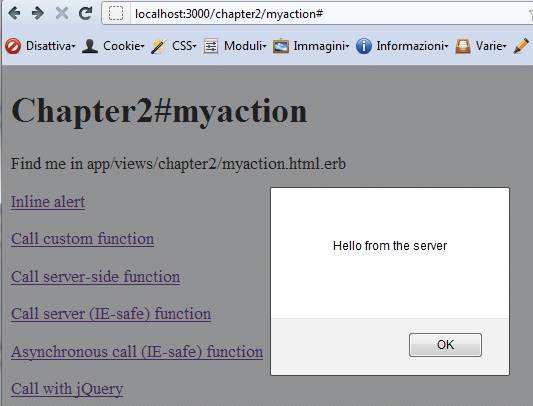 localhost:3000/chapter2/myaction#
Disattiva Cookie CSS Moduli Immagini Informazioni Varie
Chapter2#myaction
Find me in app/views/chapter2/myaction.html.erb
Inline alert
Call custom function
Call server-side function
Call server (IE-safe) function
Asynchronous call (IE-safe) function
Call with jQuery
Hello from the server
OK